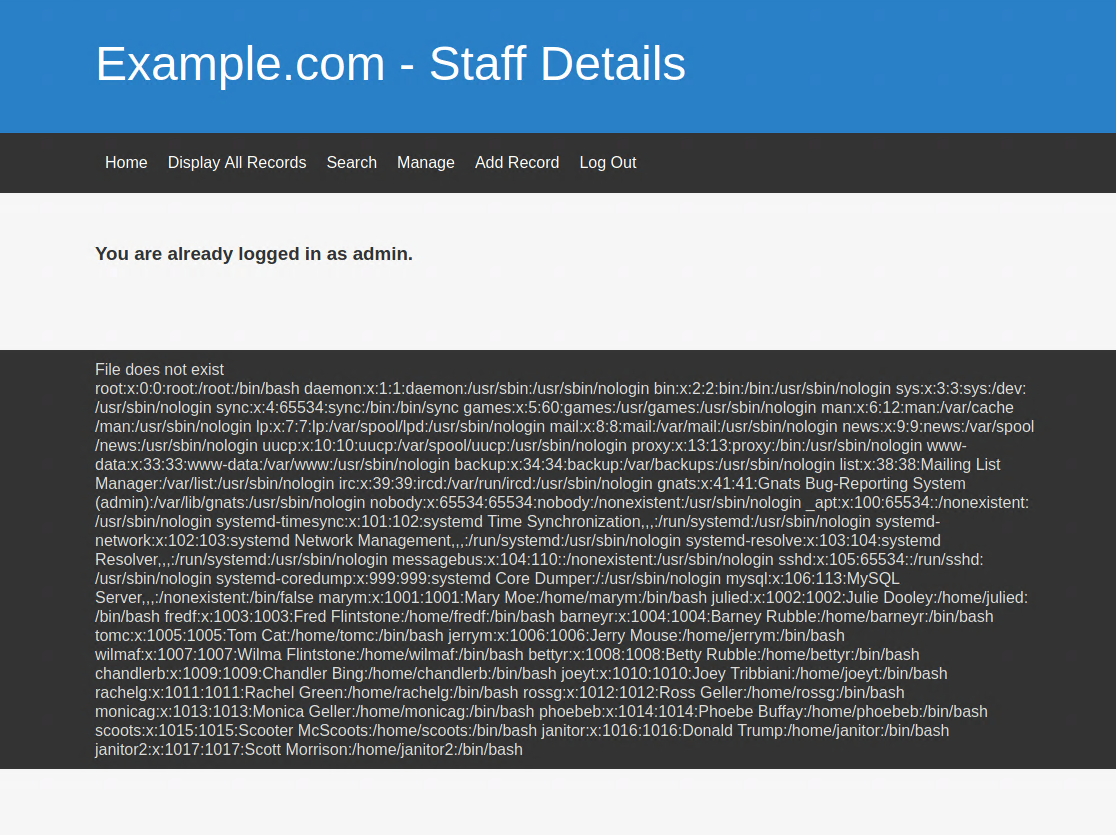 Example.com - Staff Details
Home Display All Records Search Manage Add Record Log Out
You are already logged in as admin.
File does not exist
root:x:0:0:root:/root:/bin/bash daemon:x:1:1:daemon:/usr/sbin:/usr/sbin/nologin bin:x:2:2:bin:/bin:/usr/sbin/nologin sys:x:3:3:sys:/dev:
/usr/sbin/nologin sync:x:4:65534:sync:/bin:/bin/sync games:x:5:60:games:/usr/games:/usr/sbin/nologin man:x:6:12:man:/var/cache
/man:/usr/sbin/nologin lp:x:7:7:lp:/var/spool/lpd:/usr/sbin/nologin mail:x:8:8:mail:/var/mail:/usr/sbin/nologin news:x:9:9:news:/var/spool
/news:/usr/sbin/nologin uucp:x:10:10:uucp:/var/spool/uucp:/usr/sbin/nologin proxy:x:13:13:proxy:/bin:/usr/sbin/nologin www-
data:x:33:33:www-data:/var/www:/usr/sbin/nologin backup:x:34:34:backup:/var/backups:/usr/sbin/nologin list:x:38:38:Mailing List
Manager:/var/list:/usr/sbin/nologin irc:x:39:39:ircd:/var/run/ircd:/usr/sbin/nologin gnats:x:41:41:Gnats Bug-Reporting System
(admin):/var/lib/gnats:/usr/sbin/nologin nobody:x:65534:65534:nobody:/nonexistent:/usr/sbin/nologin _apt:x:100:65534::/nonexistent:
/usr/sbin/nologin systemd-timesync:x:101:102:systemd Time Synchronization,,,:/run/systemd:/usr/sbin/nologin systemd-
network:x:102:103:systemd Network Management,,,:/run/systemd:/usr/sbin/nologin systemd-resolve:x:103:104:systemd
Resolver,,,:/run/systemd:/usr/sbin/nologin messagebus:x:104:110::/nonexistent:/usr/sbin/nologin sshd:x:105:65534::/run/sshd:
/usr/sbin/nologin systemd-coredump:x:999:999:systemd Core Dumper:/:/usr/sbin/nologin mysql:x:106:113:MySQL
Server,,,:/nonexistent:/bin/false marym:x:1001:1001:Mary Moe:/home/marym:/bin/bash julied:x:1002:1002:Julie Dooley:/home/julied:
/bin/bash fredf:x:1003:1003:Fred Flintstone:/home/fredf:/bin/bash barneyr:x:1004:1004:Barney Rubble:/home/barneyr:/bin/bash
tomc:x:1005:1005:Tom Cat:/home/tomc:/bin/bash jerrym:x:1006:1006:Jerry Mouse:/home/jerrym:/bin/bash
wilmaf:x:1007:1007:Wilma Flintstone:/home/wilmaf:/bin/bash bettyr:x:1008:1008:Betty Rubble:/home/bettyr:/bin/bash
chandlerb:x:1009:1009:Chandler Bing:/home/chandlerb:/bin/bash joeyt:x:1010:1010:Joey Tribbiani:/home/joeyt:/bin/bash
rachelg:x:1011:1011:Rachel Green:/home/rachelg:/bin/bash rossg:x:1012:1012:Ross Geller:/home/rossg:/bin/bash
monicag:x:1013:1013:Monica Geller:/home/monicag:/bin/bash phoebeb:x:1014:1014:Phoebe Buffay:/home/phoebeb:/bin/bash
scoots:x:1015:1015:Scooter McScoots:/home/scoots:/bin/bash janitor:x:1016:1016:Donald Trump:/home/janitor:/bin/bash
janitor2:x:1017:1017:Scott Morrison:/home/janitor2:/bin/bash